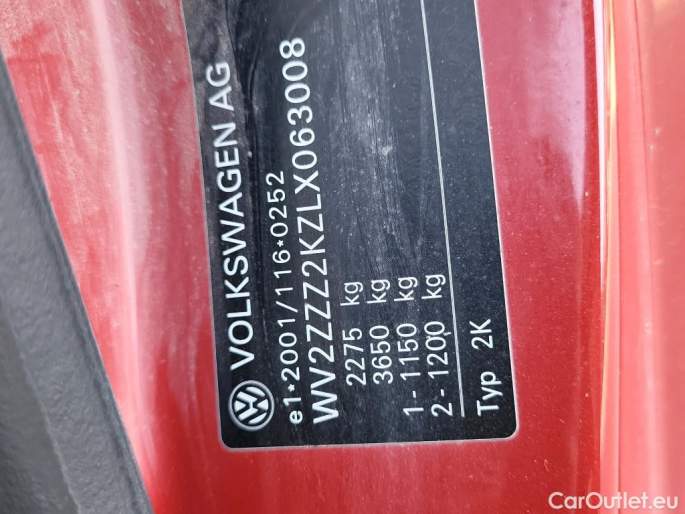 VOLKSWAGEN AG
e1*2001/116*0252
WV2ZZZ2KZLX063008
2275 kg
3650 kg
1 - 1150 kg
2 - 1200 kg
Typ 2K
CarOutlet.eu